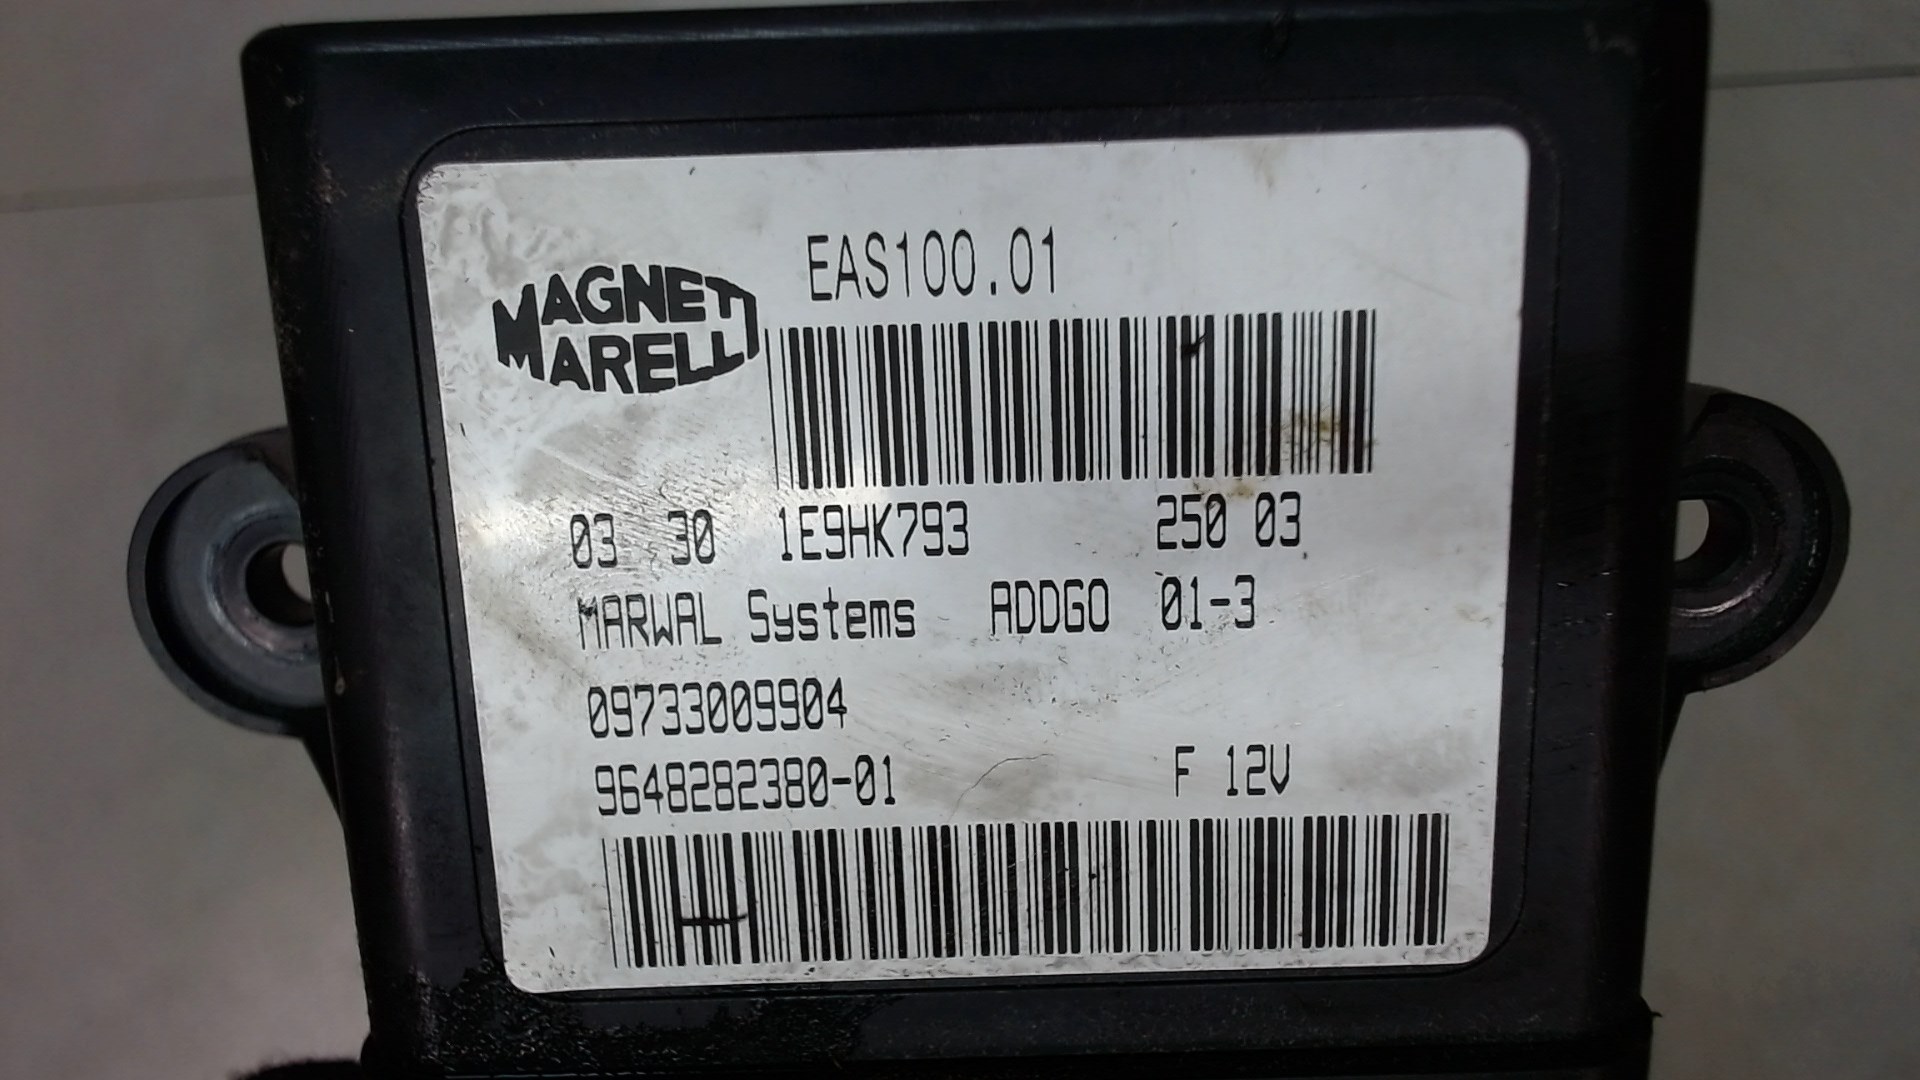 EAS100.01
MAGNETI
MARELLI
03 30 1E9HK793 250 03
MARWAL Systems ADDGO 01-3
09733009904
9648282380-01 F 12V